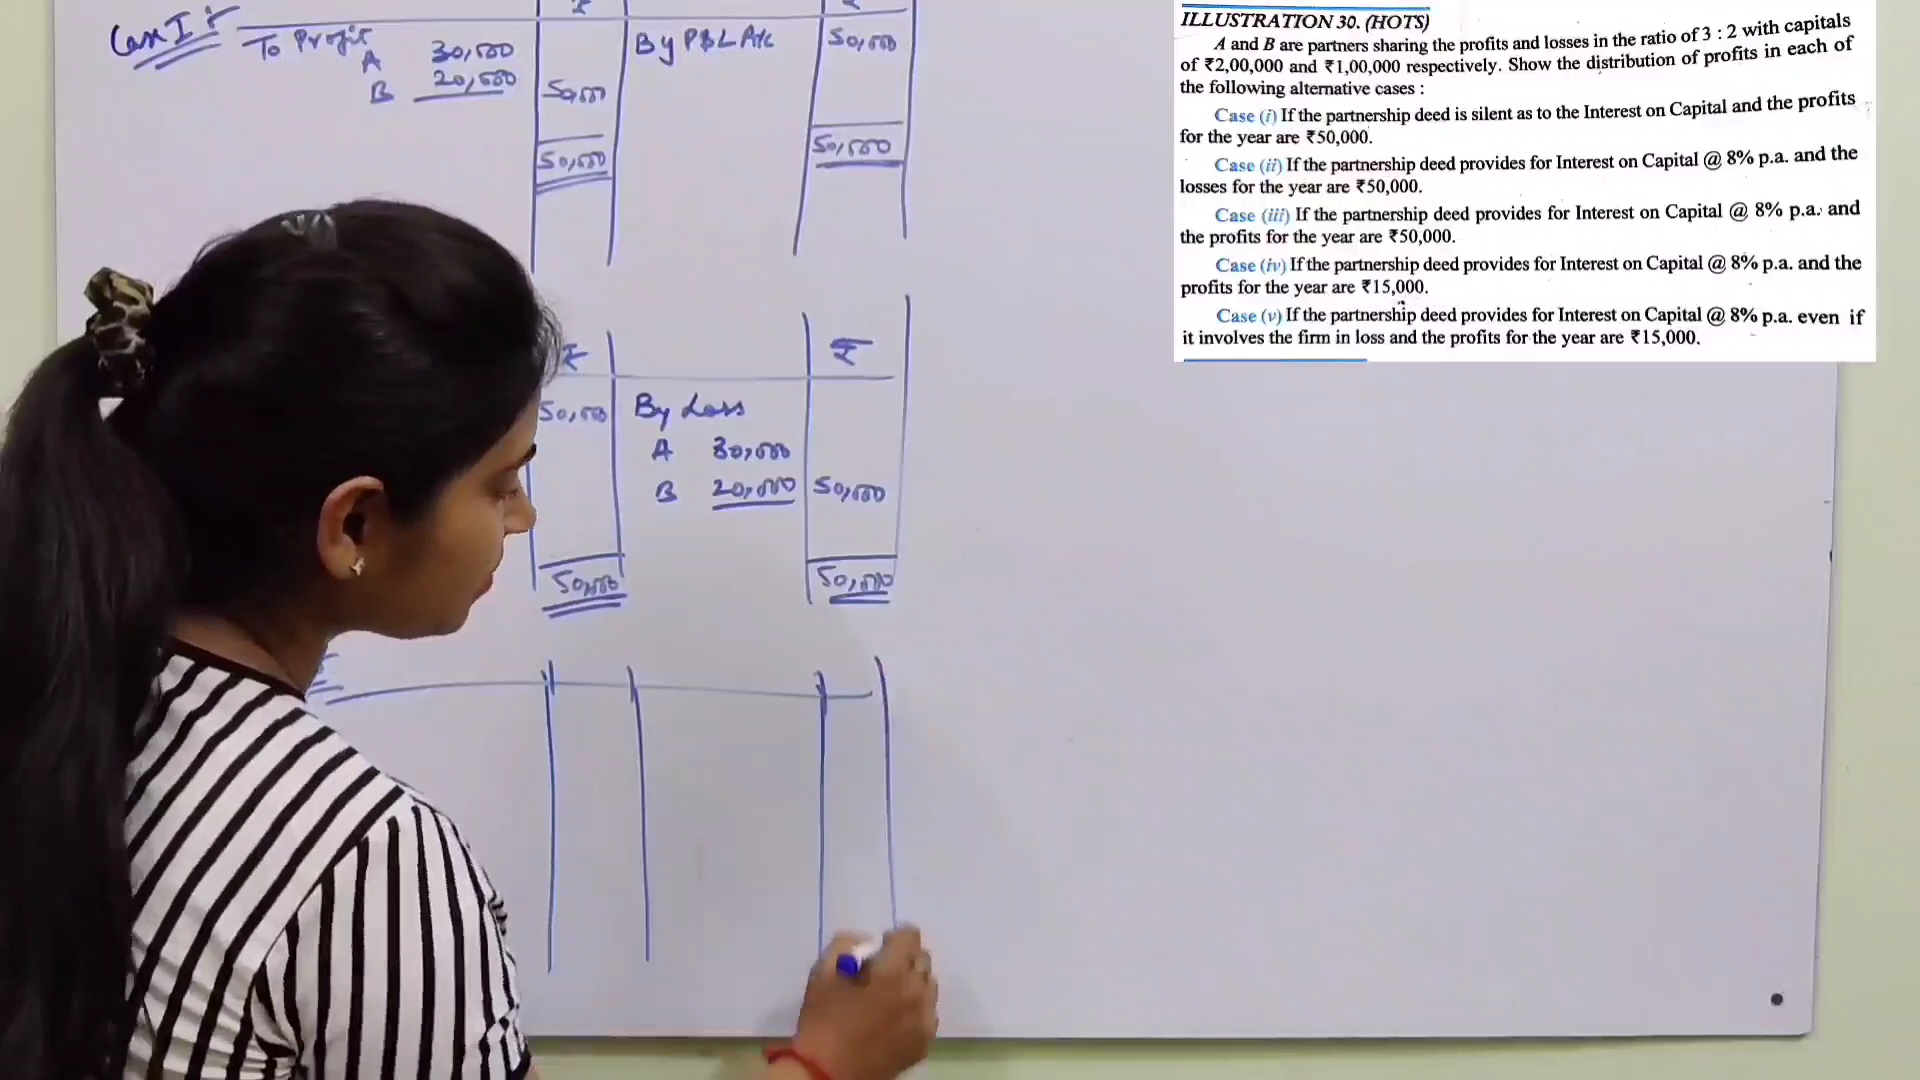 Case I :-
₹
To Profit
A 30,000
B 20,000
50,000
By P&L A/c
50,000
50,000
50,000
₹
₹
50,000
By Loss
A 30,000
B 20,000
50,000
50,000
50,000
ILLUSTRATION 30. (HOTS)
A and B are partners sharing the profits and losses in the ratio of 3 : 2 with capitals
of ₹2,00,000 and ₹1,00,000 respectively. Show the distribution of profits in each of
the following alternative cases :
Case (i) If the partnership deed is silent as to the Interest on Capital and the profits
for the year are ₹50,000.
Case (ii) If the partnership deed provides for Interest on Capital @ 8% p.a. and the
losses for the year are ₹50,000.
Case (iii) If the partnership deed provides for Interest on Capital @ 8% p.a. and
the profits for the year are ₹50,000.
Case (iv) If the partnership deed provides for Interest on Capital @ 8% p.a. and the
profits for the year are ₹15,000.
Case (v) If the partnership deed provides for Interest on Capital @ 8% p.a. even if
it involves the firm in loss and the profits for the year are ₹15,000.